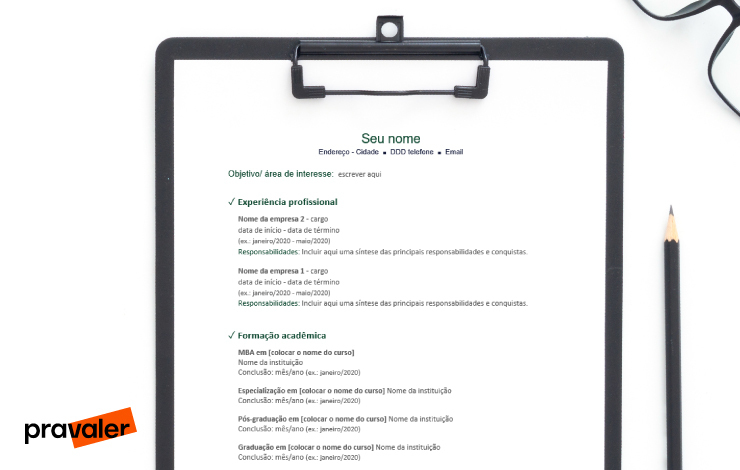 Seu nome
Endereço - Cidade ■ DDD telefone ■ Email
Objetivo/ área de interesse: escrever aqui
✓ Experiência profissional
Nome da empresa 2 - cargo
data de início - data de término
(ex.: janeiro/2020 - maio/2020)
Responsabilidades: Incluir aqui uma síntese das principais responsabilidades e conquistas.
Nome da empresa 1 - cargo
data de início - data de término
(ex.: janeiro/2020 - maio/2020)
Responsabilidades: Incluir aqui uma síntese das principais responsabilidades e conquistas.
✓ Formação acadêmica
MBA em [colocar o nome do curso]
Nome da instituição
Conclusão: mês/ano (ex.: janeiro/2020)
Especialização em [colocar o nome do curso] Nome da instituição
Conclusão: mês/ano (ex.: janeiro/2020)
Pós-graduação em [colocar o nome do curso] Nome da instituição
Conclusão: mês/ano (ex.: janeiro/2020)
Graduação em [colocar o nome do curso] Nome da instituição
Conclusão: mês/ano (ex.: janeiro/2020)
pravaler